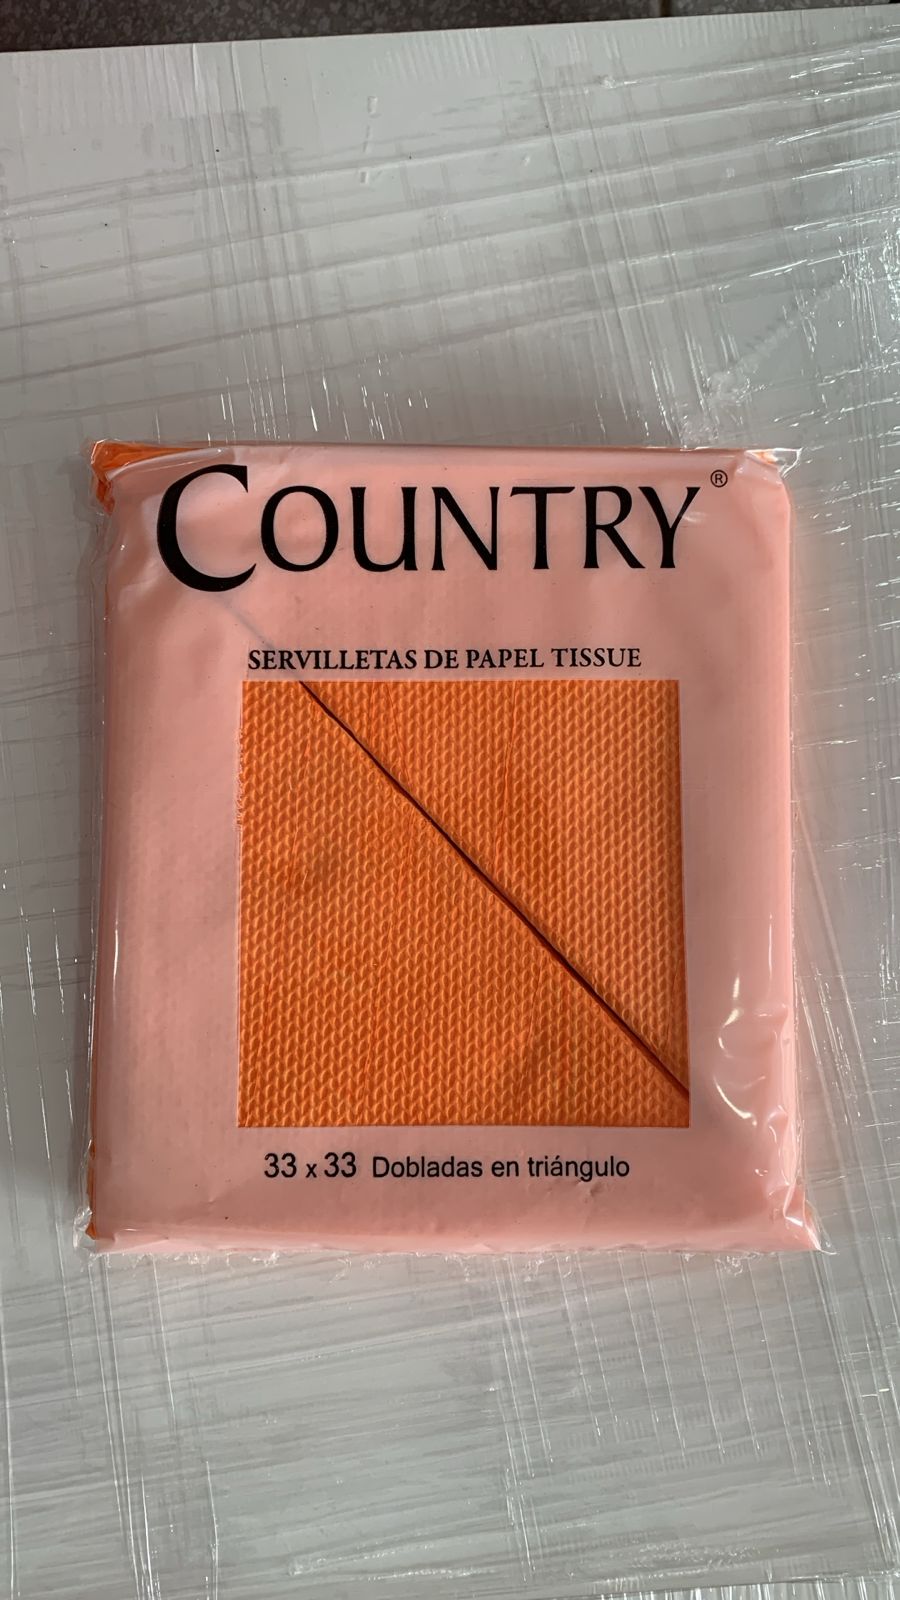 COUNTRY®
SERVILLETAS DE PAPEL TISSUE
33 x 33 Dobladas en triángulo